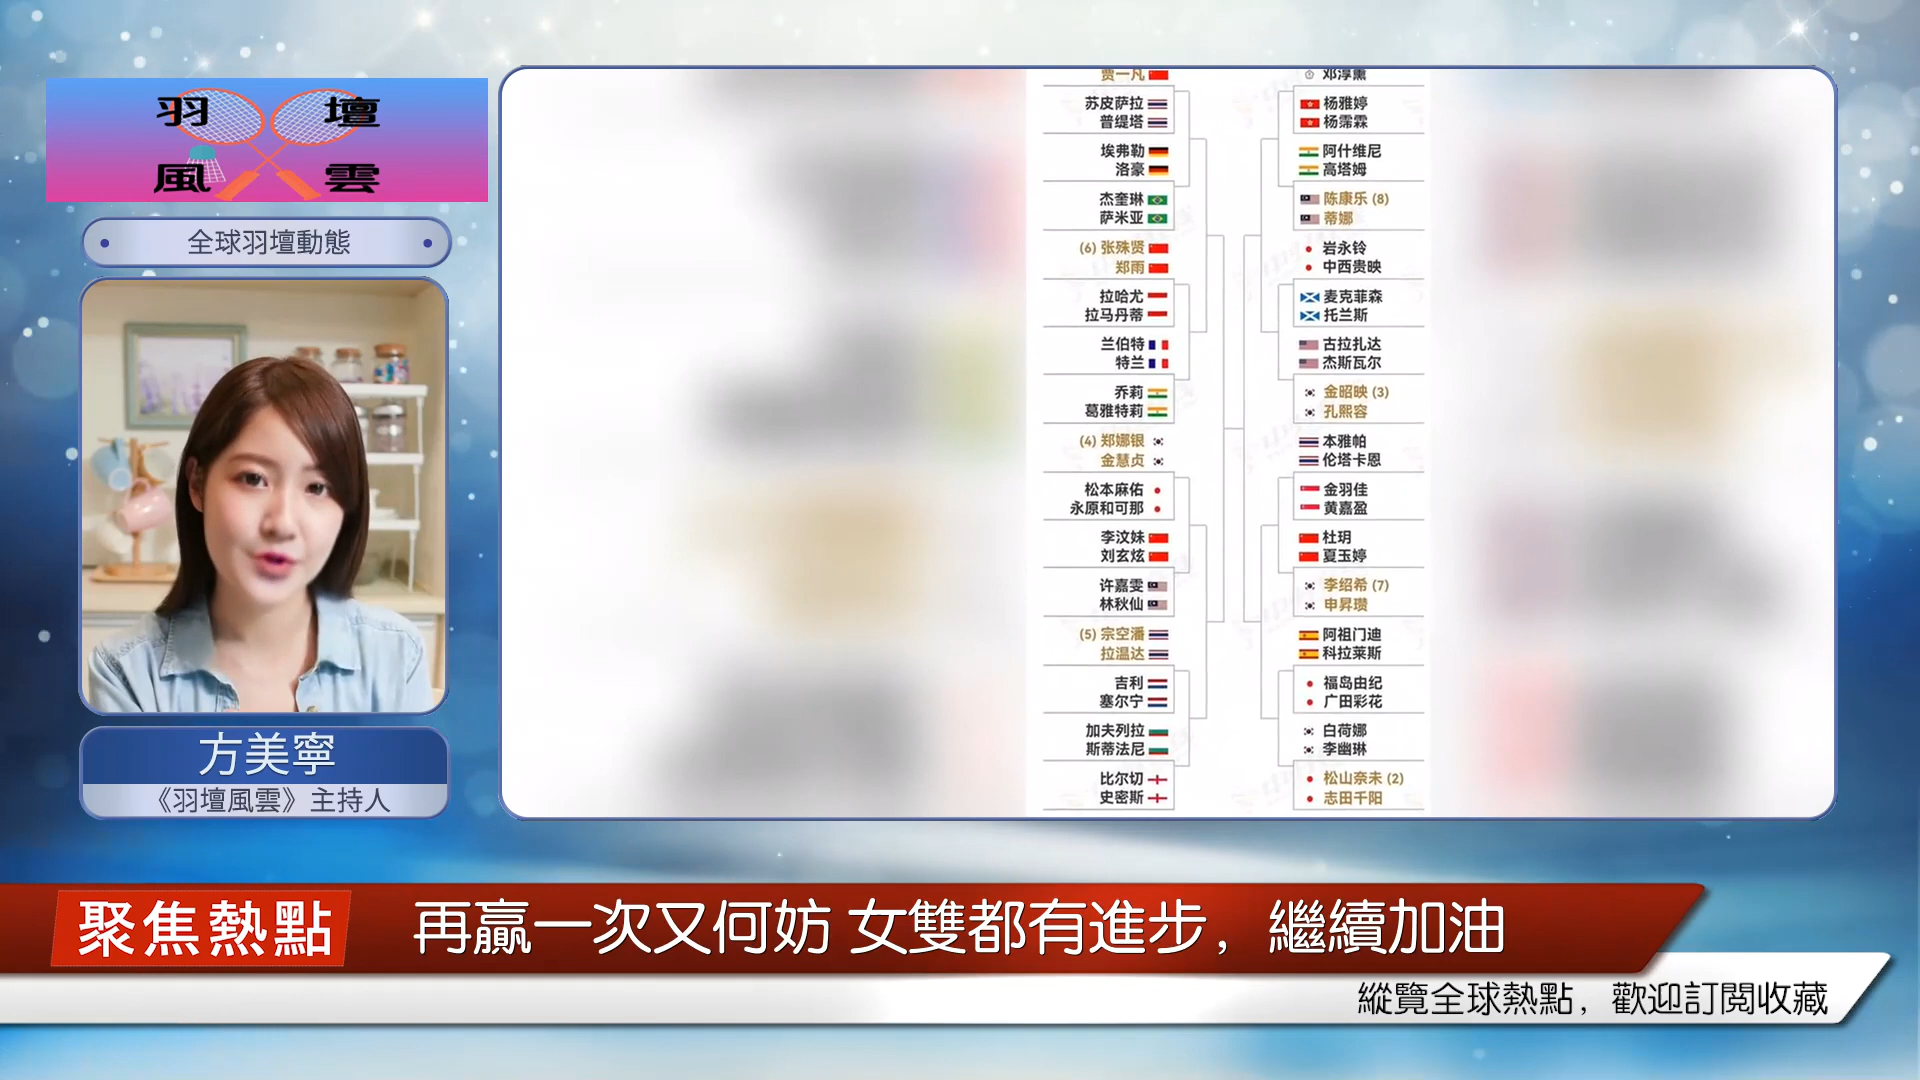 羽壇
風雲
全球羽壇動態
方美寧
《羽壇風雲》主持人
贾一凡
苏皮萨拉
普缇塔
埃弗勒
洛豪
杰奎琳
萨米亚
(6) 张殊贤
郑雨
拉哈尤
拉马丹蒂
兰伯特
特兰
乔莉
葛雅特莉
(4) 郑娜银
金慧贞
松本麻佑
永原和可那
李汶妹
刘玄炫
许嘉雯
林秋仙
(5) 宗空潘
拉温达
吉利
塞尔宁
加夫列拉
斯蒂法尼
比尔切
史密斯
邓淳薰
杨雅婷
杨霈霖
阿什维尼
高塔姆
陈康乐 (8)
蒂娜
岩永铃
中西贵映
麦克菲森
托兰斯
古拉扎达
杰斯瓦尔
金昭映 (3)
孔熙容
本雅帕
伦塔卡恩
金羽佳
黄嘉盈
杜玥
夏玉婷
李绍希 (7)
申昇瓒
阿祖门迪
科拉莱斯
福岛由纪
广田彩花
白荷娜
李幽琳
松山奈未 (2)
志田千阳
聚焦熱點
再贏一次又何妨 女雙都有進步，繼續加油
縱覽全球熱點，歡迎訂閱收藏